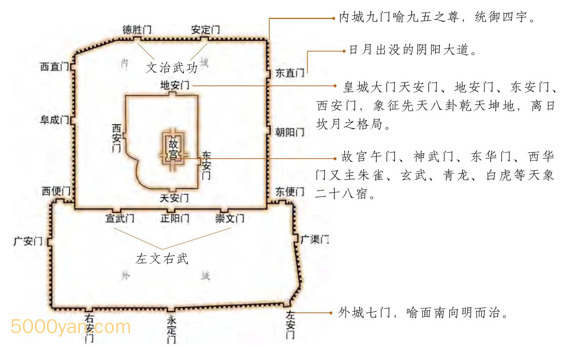 德胜门
安定门
内城九门喻九五之尊，统御四宇。
内 城
文治武功
日月出没的阴阳大道。
西直门
东直门
地安门
皇城大门天安门、地安门、东安门、
西安门，象征先天八卦乾天坤地，离日
坎月之格局。
阜成门
朝阳门
西安门
故宫
东安门
故宫午门、神武门、东华门、西华
门又主朱雀、玄武、青龙、白虎等天象
二十八宿。
天安门
西便门
东便门
宣武门
正阳门
崇文门
广安门
广渠门
左文右武
外 城
右安门
永定门
左安门
外城七门，喻面南向明而治。
5000yan.com